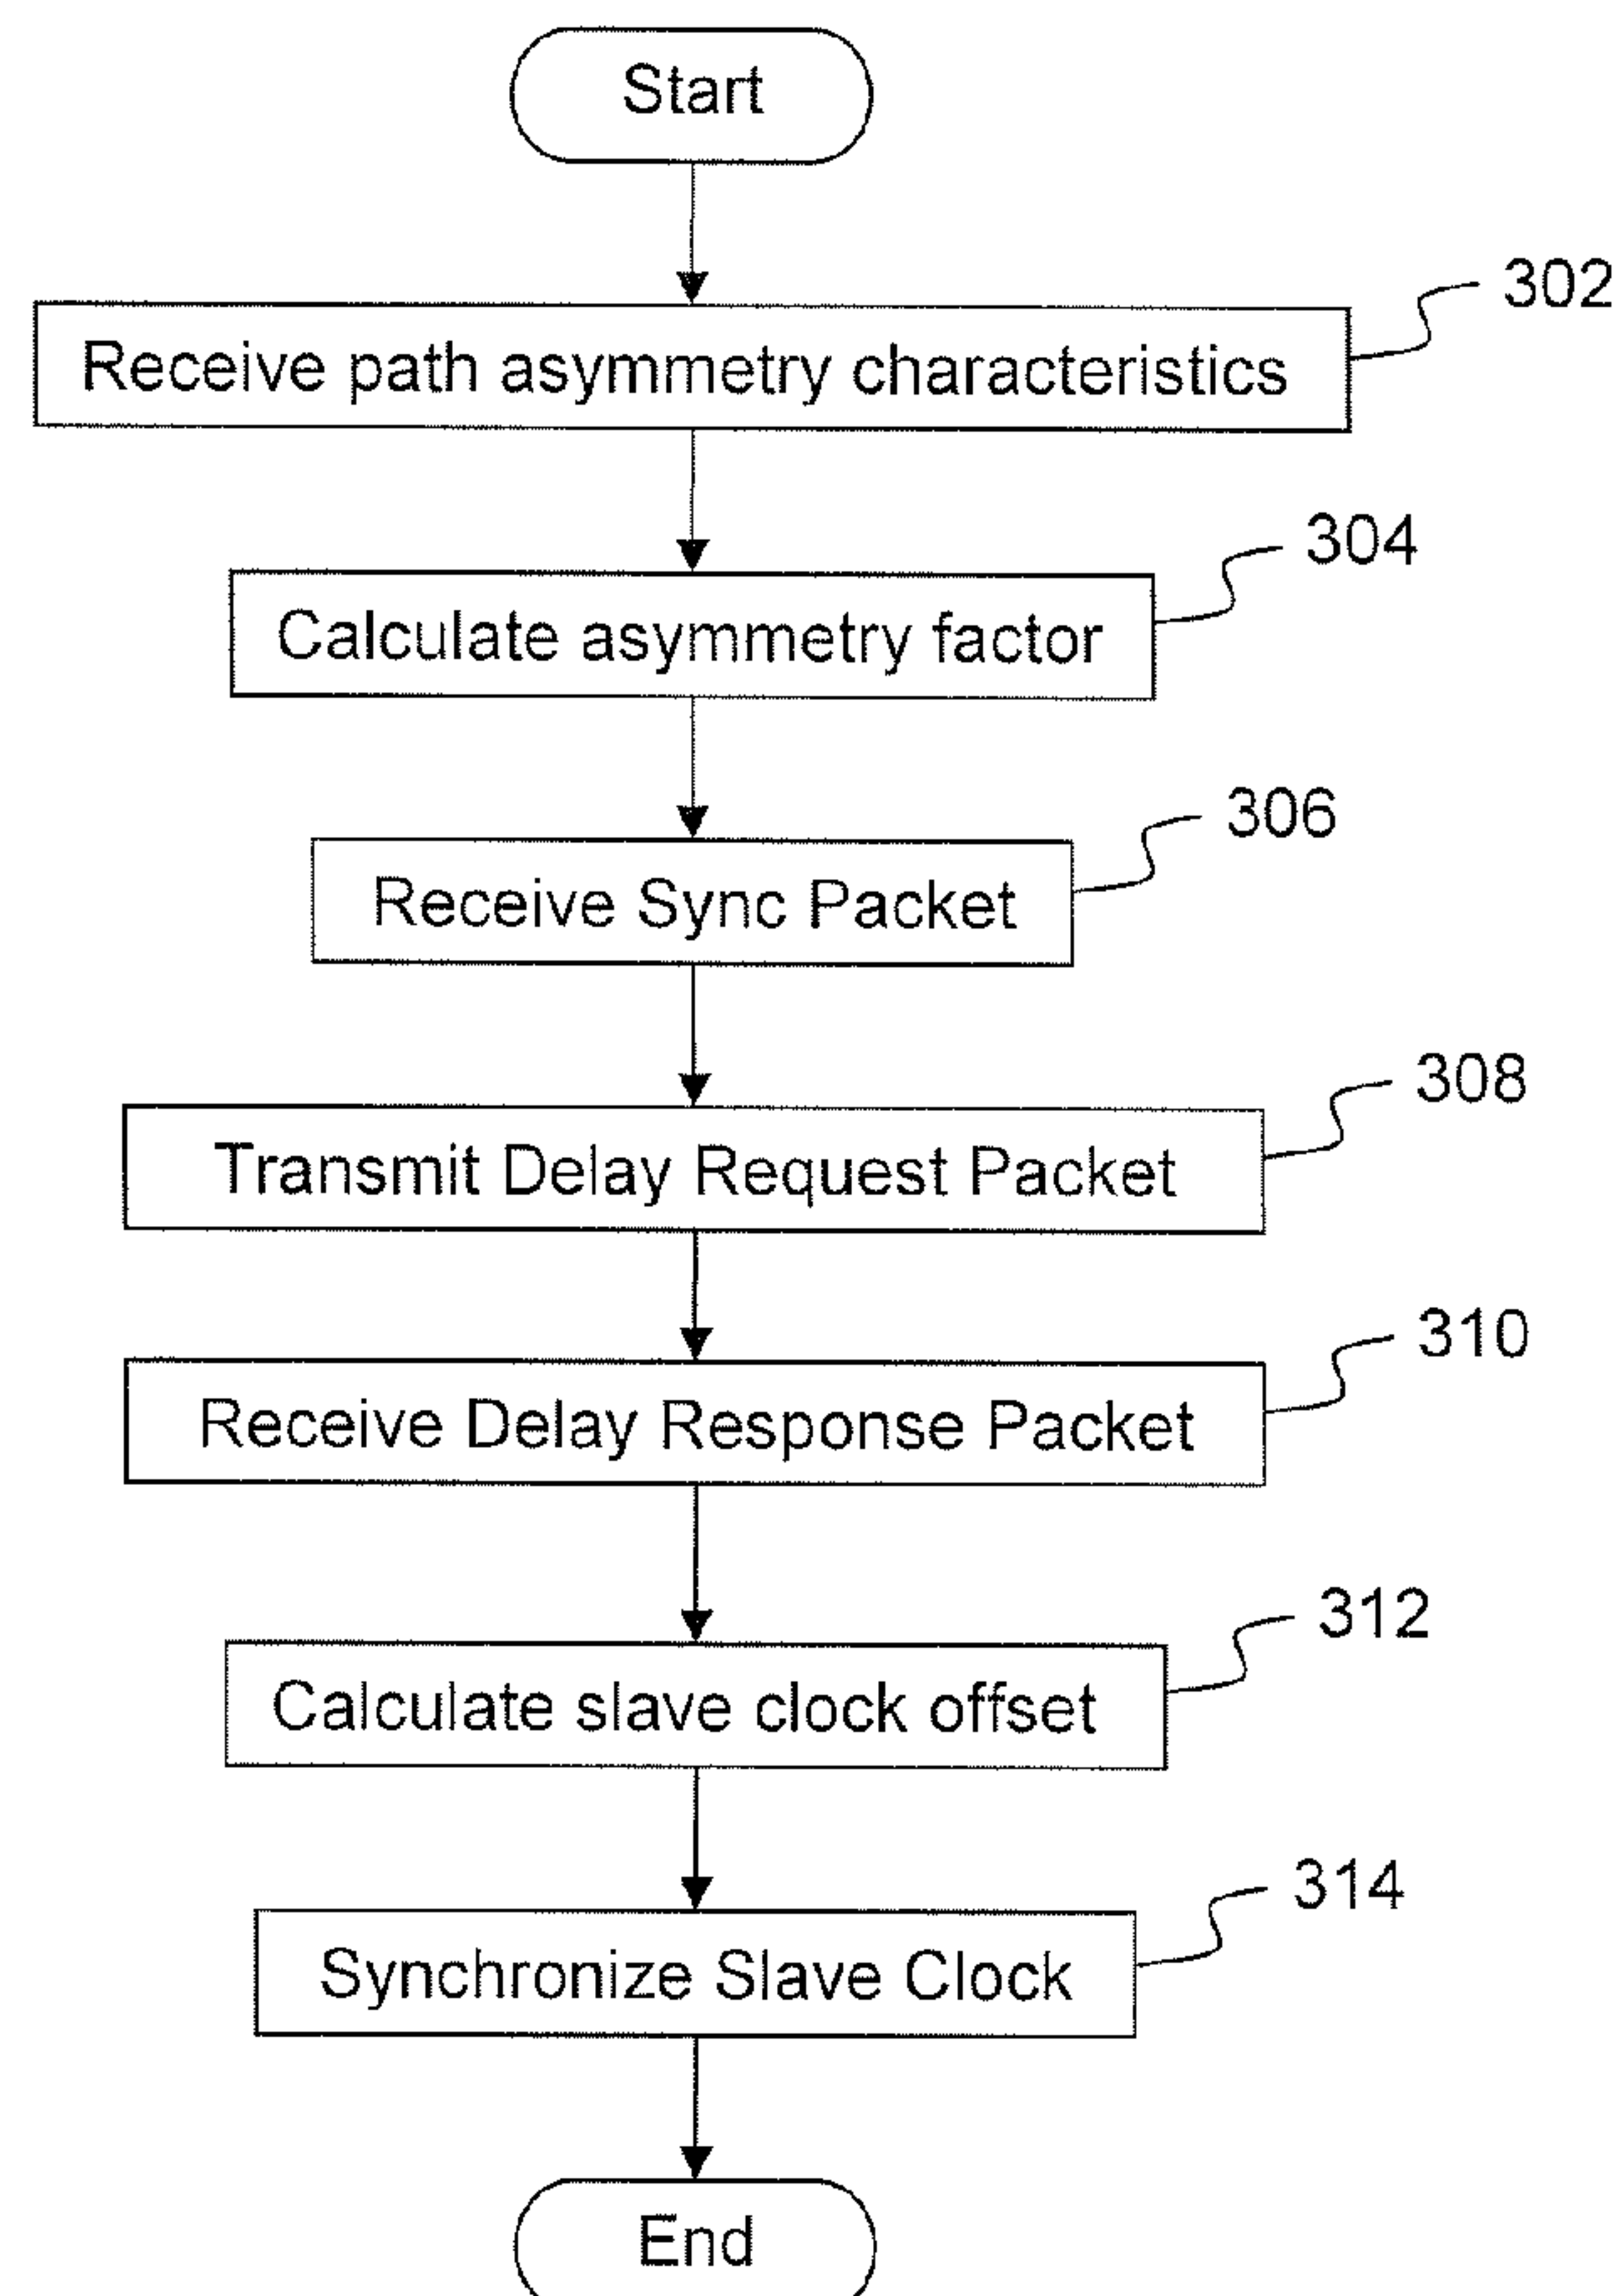 Start
302
Receive path asymmetry characteristics
304
Calculate asymmetry factor
306
Receive Sync Packet
308
Transmit Delay Request Packet
310
Receive Delay Response Packet
312
Calculate slave clock offset
314
Synchronize Slave Clock
End